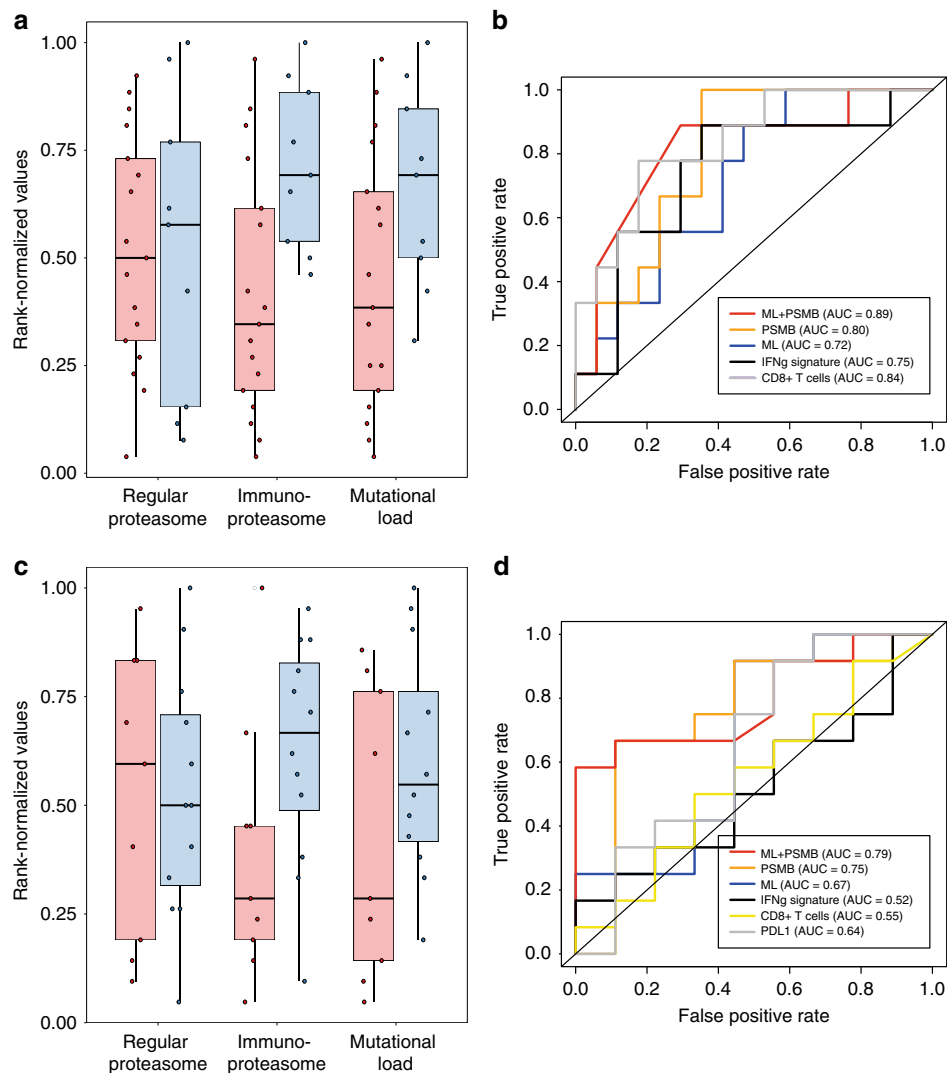 a
1.00
0.75
0.50
0.25
0.00
Rank-normalized values
Regular
proteasome
Immuno-
proteasome
Mutational
load
b
1.0
0.8
0.6
0.4
0.2
0.0
True positive rate
ML+PSMB (AUC = 0.89)
PSMB (AUC = 0.80)
ML (AUC = 0.72)
IFNg signature (AUC = 0.75)
CD8+ T cells (AUC = 0.84)
0.0 0.2 0.4 0.6 0.8 1.0
False positive rate
c
1.00
0.75
0.50
0.25
0.00
Rank-normalized values
Regular
proteasome
Immuno-
proteasome
Mutational
load
d
1.0
0.8
0.6
0.4
0.2
0.0
True positive rate
ML+PSMB (AUC = 0.79)
PSMB (AUC = 0.75)
ML (AUC = 0.67)
IFNg signature (AUC = 0.52)
CD8+ T cells (AUC = 0.55)
PDL1 (AUC = 0.64)
0.0 0.2 0.4 0.6 0.8 1.0
False positive rate